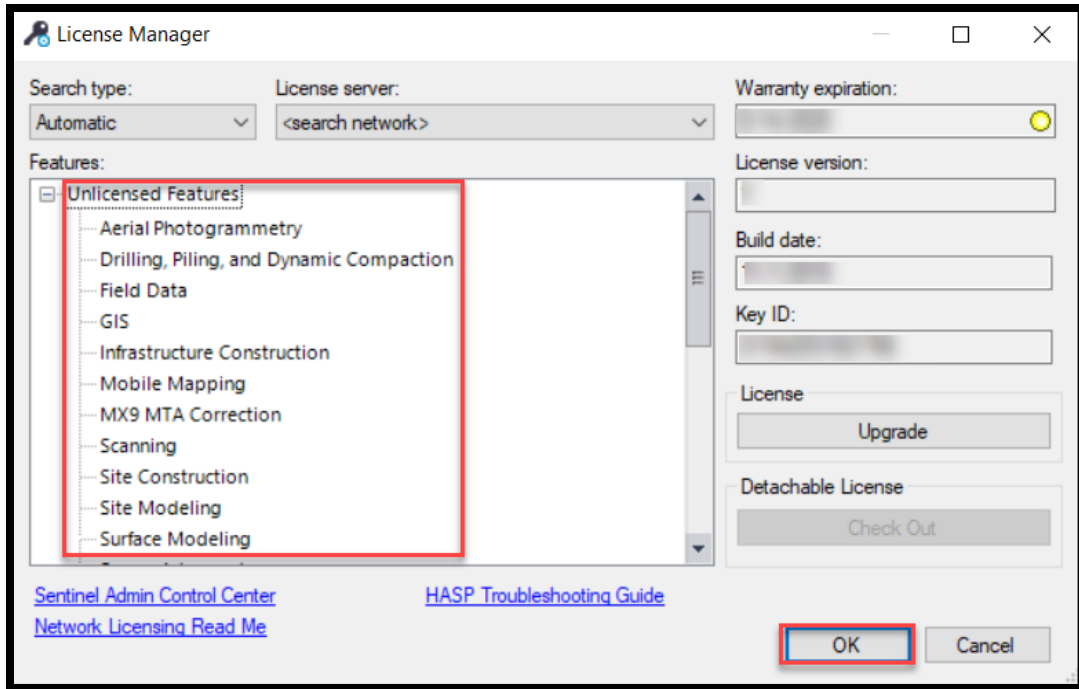 License Manager
Search type:
License server:
Warranty expiration:
Automatic
<search network>
Features:
License version:
Unlicensed Features
Aerial Photogrammetry
Drilling, Piling, and Dynamic Compaction
Build date:
Field Data
GIS
Key ID:
Infrastructure Construction
Mobile Mapping
License
MX9 MTA Correction
Upgrade
Scanning
Site Construction
Detachable License
Site Modeling
Check Out
Surface Modeling
Sentinel Admin Control Center
HASP Troubleshooting Guide
Network Licensing Read Me
OK
Cancel